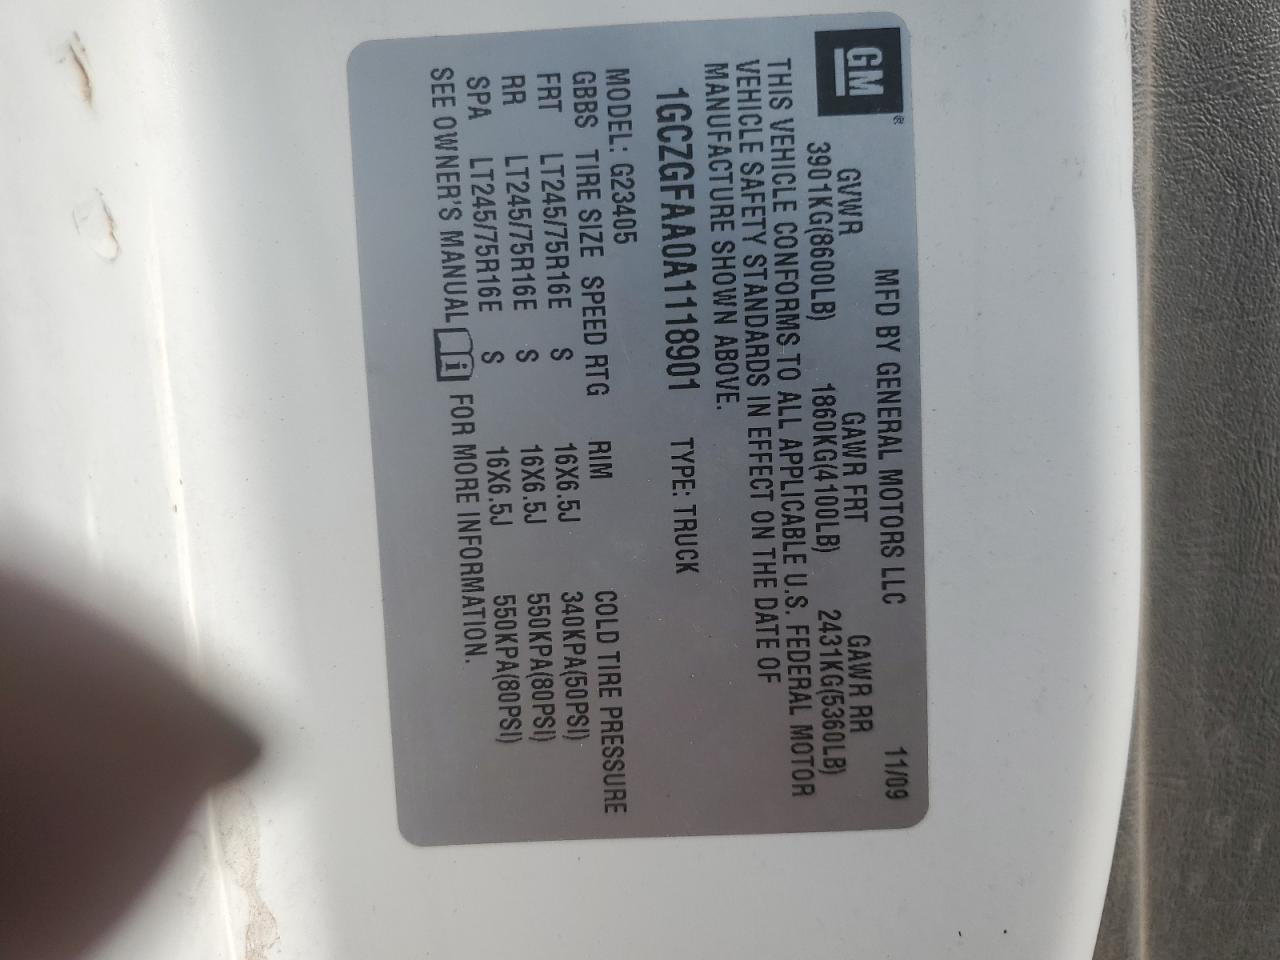 GM®
MFD BY GENERAL MOTORS LLC 11/09
GVWR GAWR FRT GAWR RR
3901KG(8600LB) 1860KG(4100LB) 2431KG(5360LB)
THIS VEHICLE CONFORMS TO ALL APPLICABLE U.S. FEDERAL MOTOR
VEHICLE SAFETY STANDARDS IN EFFECT ON THE DATE OF
MANUFACTURE SHOWN ABOVE.
1GCZGFAA0A1118901 TYPE: TRUCK
MODEL: G23405
GBBS TIRE SIZE SPEED RTG RIM COLD TIRE PRESSURE
FRT LT245/75R16E S 16X6.5J 340KPA(50PSI)
RR LT245/75R16E S 16X6.5J 550KPA(80PSI)
SPA LT245/75R16E S 16X6.5J 550KPA(80PSI)
SEE OWNER'S MANUAL i FOR MORE INFORMATION.